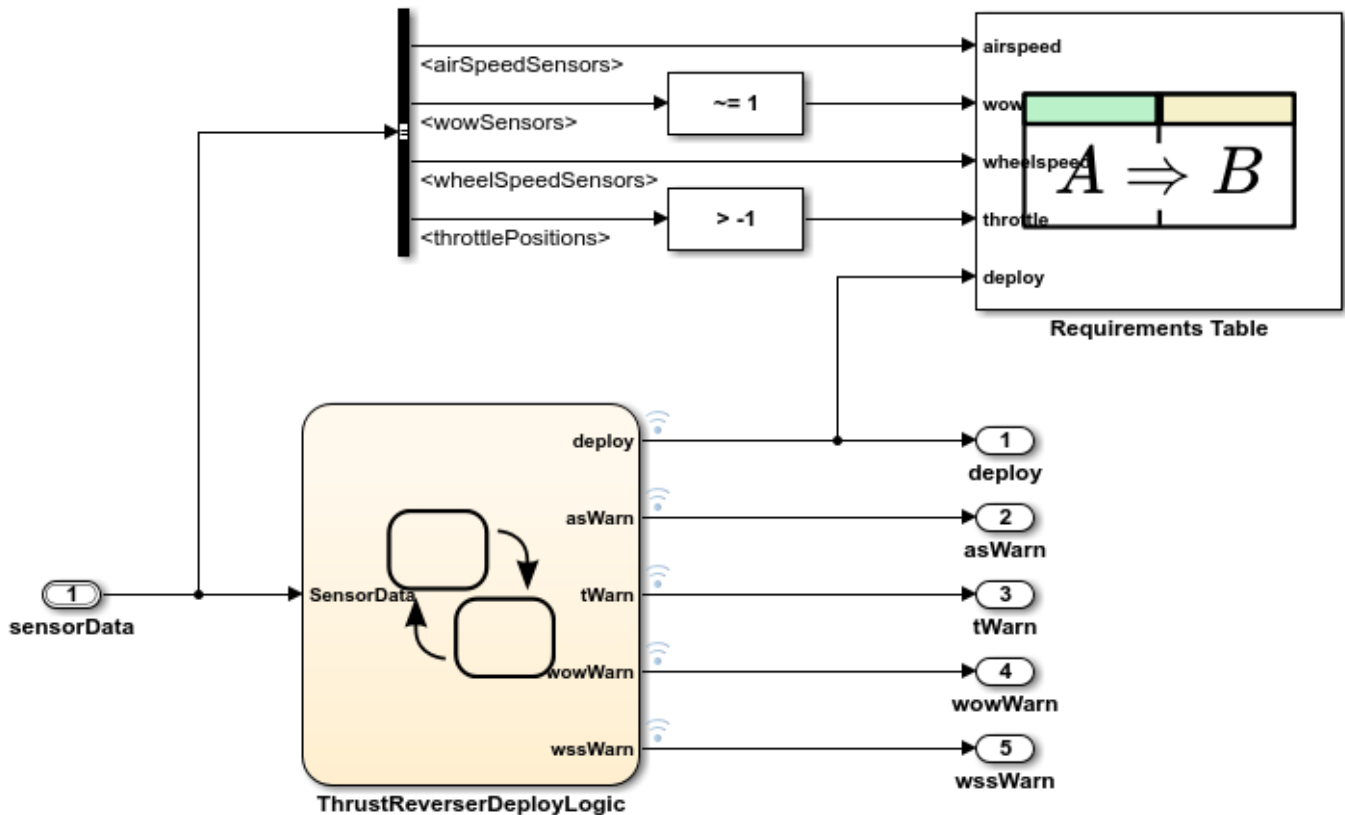 <airSpeedSensors>
~= 1
<wowSensors>
<wheelSpeedSensors>
> -1
<throttlePositions>
airspeed
wow
wheelspeed
throttle
deploy
A ⇒ B
Requirements Table
1
sensorData
SensorData
deploy
asWarn
tWarn
wowWarn
wssWarn
ThrustReverserDeployLogic
1
deploy
2
asWarn
3
tWarn
4
wowWarn
5
wssWarn